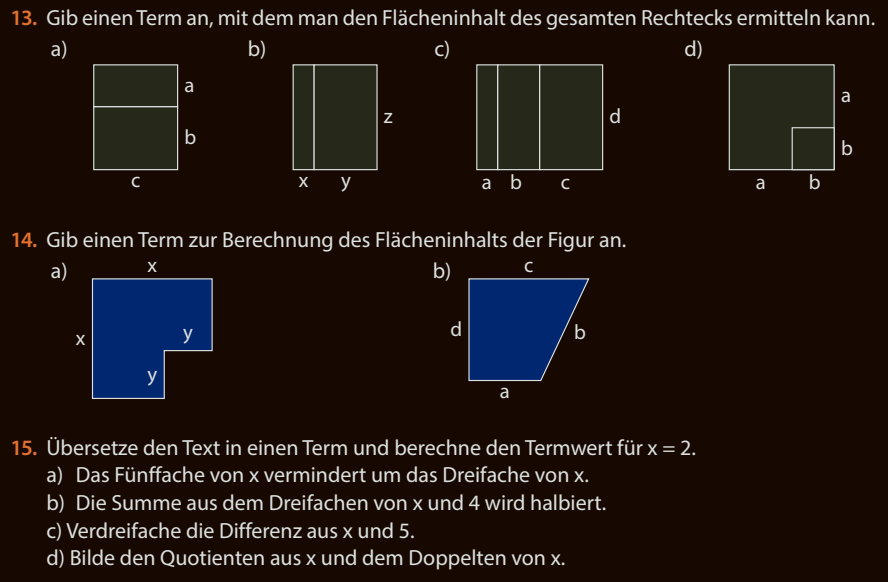 13. Gib einen Term an, mit dem man den Flächeninhalt des gesamten Rechtecks ermitteln kann.
a) b) c) d)
a
b
c
z
x y
d
a b c
a
b
a b
14. Gib einen Term zur Berechnung des Flächeninhalts der Figur an.
a) x
x
y
y
b) c
d
b
a
15. Übersetze den Text in einen Term und berechne den Termwert für x = 2.
a) Das Fünffache von x vermindert um das Dreifache von x.
b) Die Summe aus dem Dreifachen von x und 4 wird halbiert.
c) Verdreifache die Differenz aus x und 5.
d) Bilde den Quotienten aus x und dem Doppelten von x.